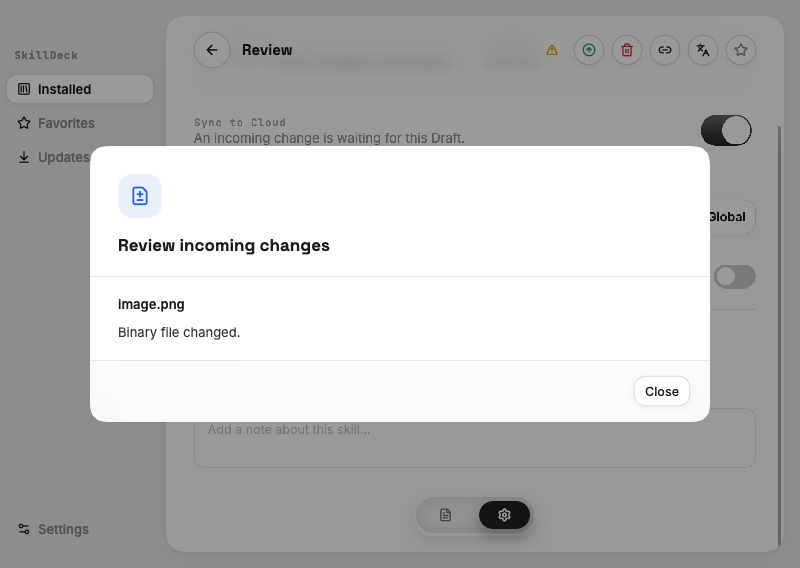 SkillDeck
Installed
Favorites
Updates
Settings
Review
Sync to Cloud
An incoming change is waiting for this Draft.
Global
Review incoming changes
image.png
Binary file changed.
Close
Add a note about this skill...